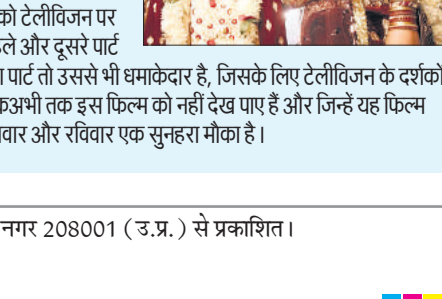 को टेलीविजन पर
और दूसरे पार्ट
पार्ट तो उससे भी धमाकेदार है, जिसके लिए टेलीविजन के दर्शकों
अभी तक इस फिल्म को नहीं देख पाए हैं और जिन्हें यह फिल्म
और रविवार एक सुनहरा मौका है।
नगर 208001 (उ.प्र.) से प्रकाशित।